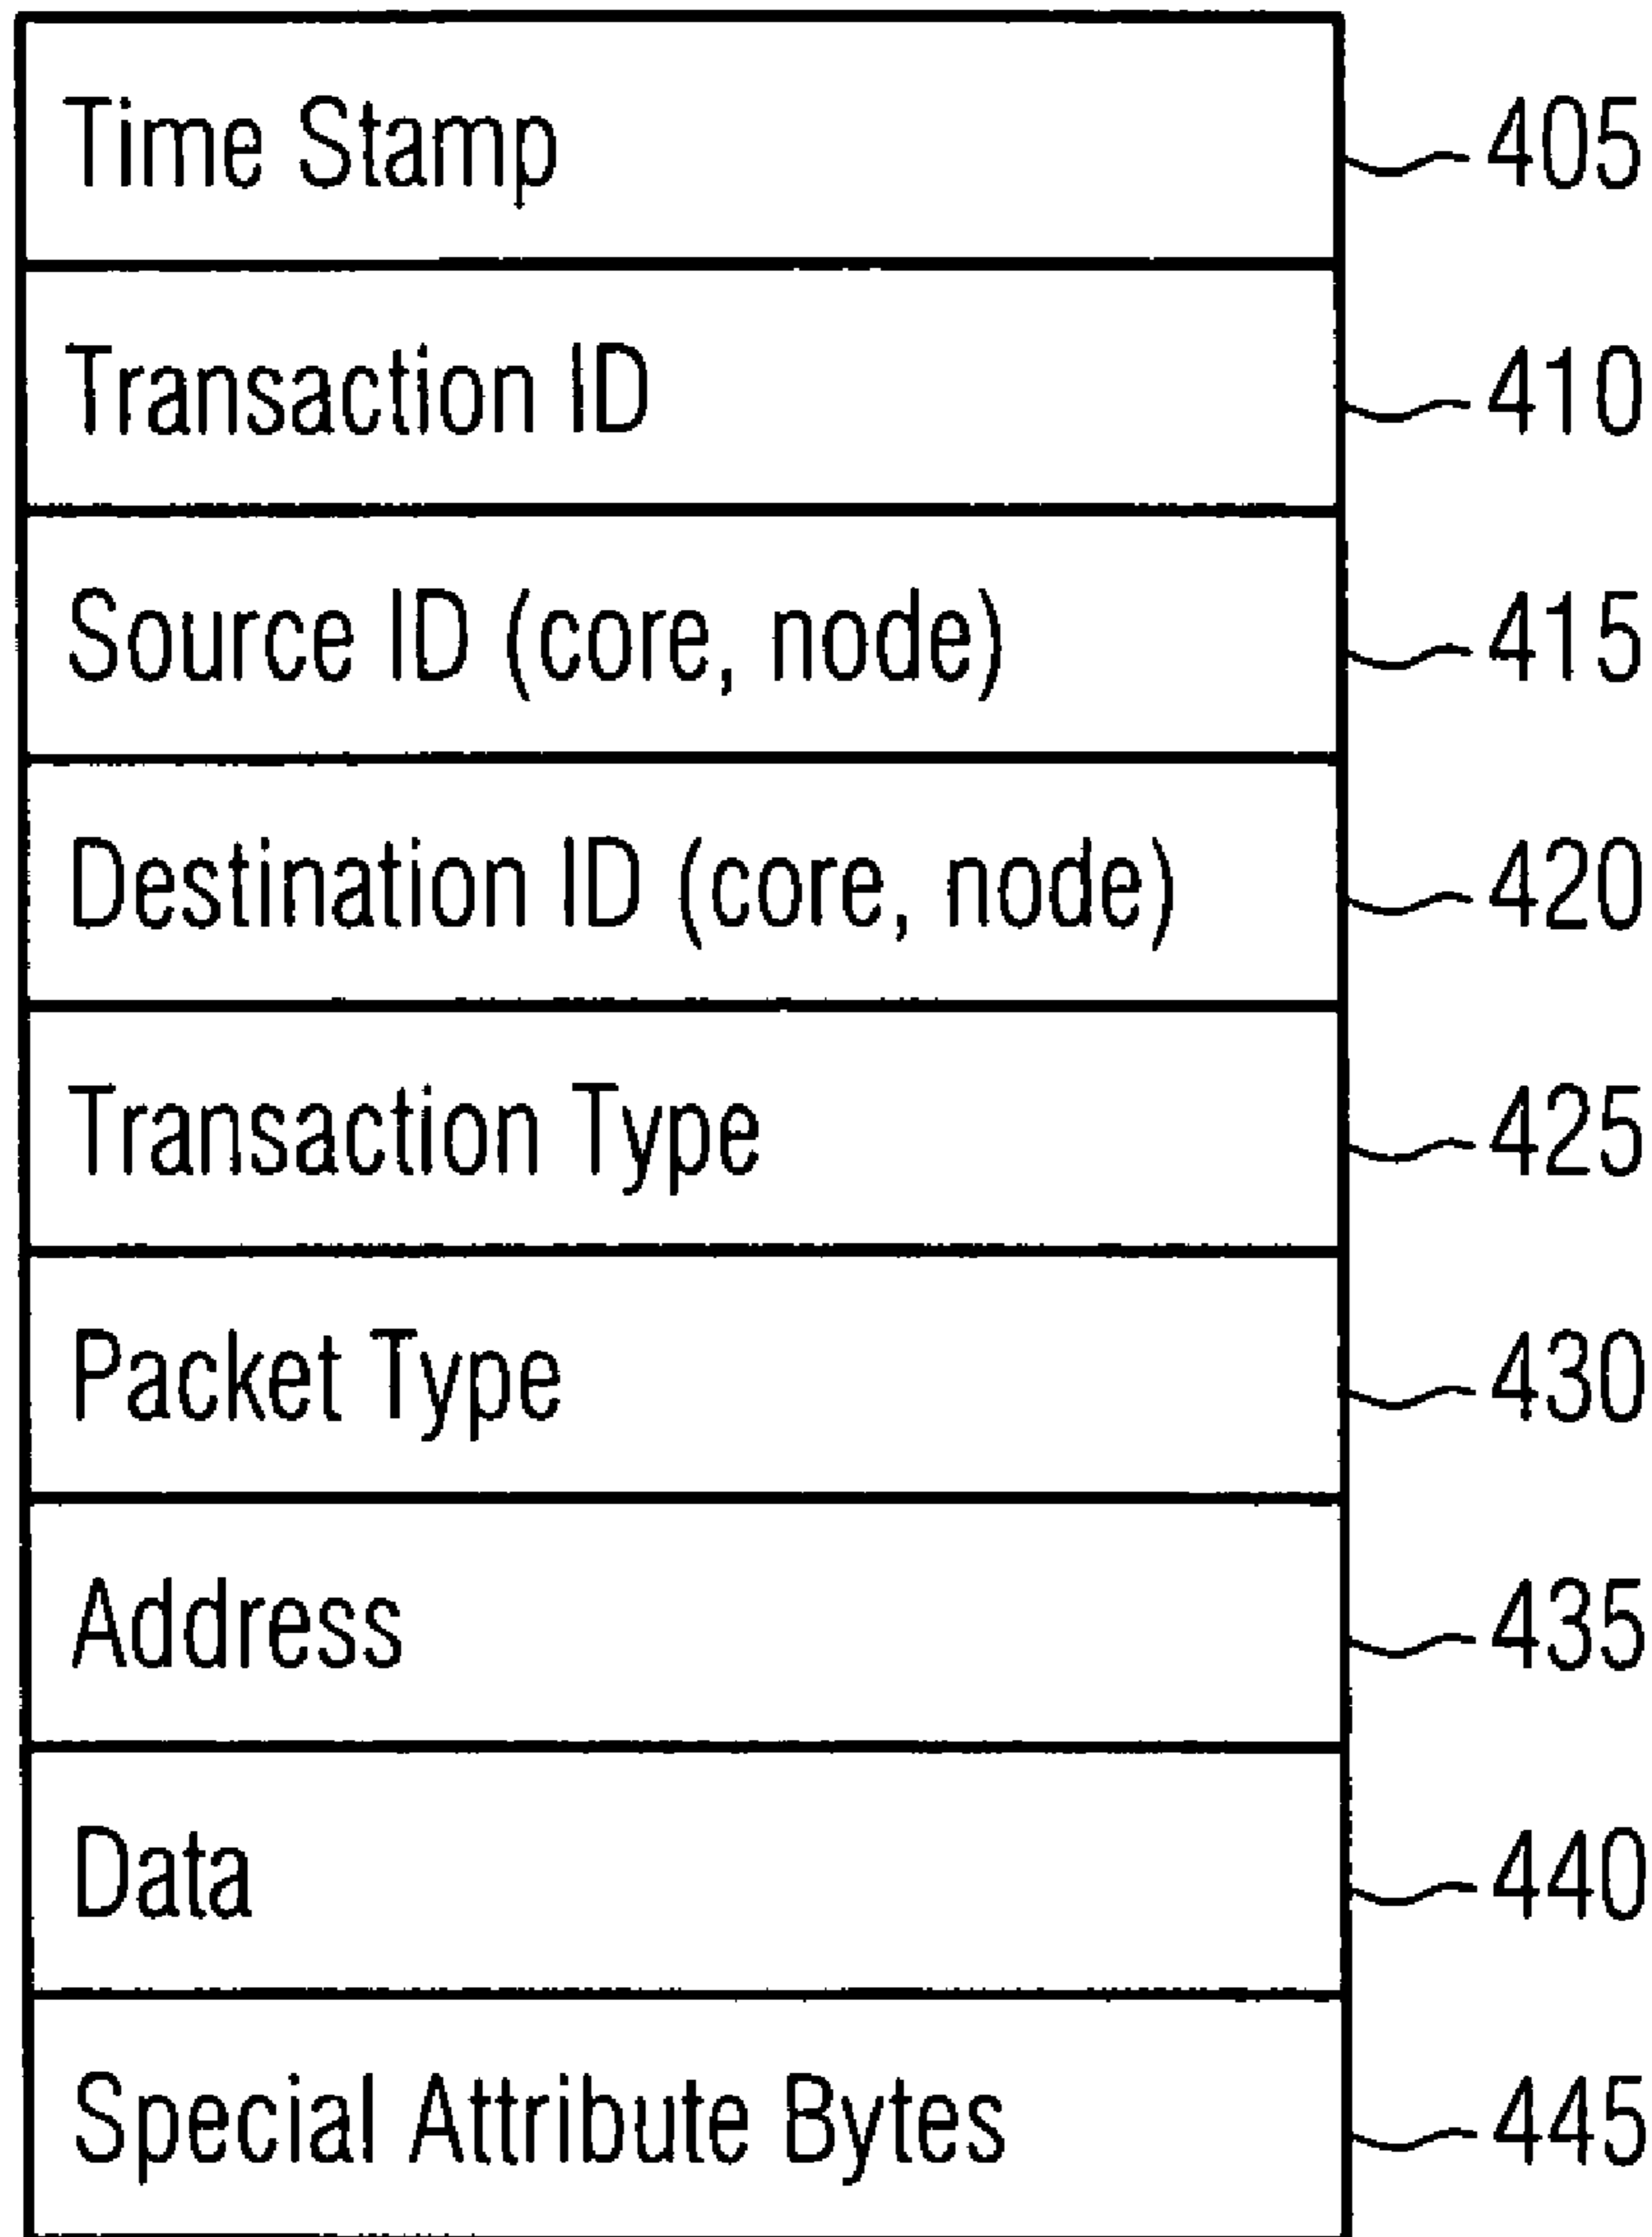 Time Stamp 405
Transaction ID 410
Source ID (core, node) 415
Destination ID (core, node) 420
Transaction Type 425
Packet Type 430
Address 435
Data 440
Special Attribute Bytes 445